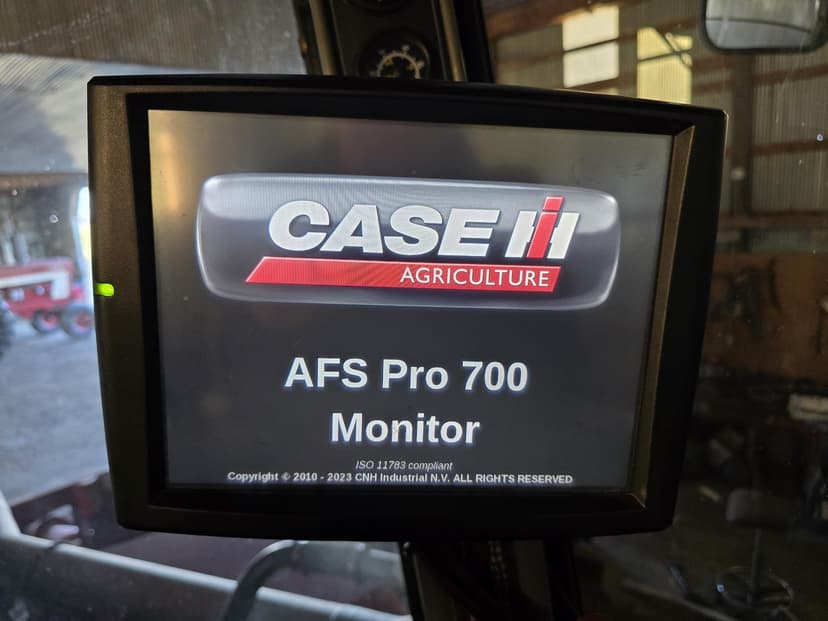 CASE IH
AGRICULTURE
AFS Pro 700
Monitor
ISO 11783 compliant
Copyright © 2010 - 2023 CNH Industrial N.V. ALL RIGHTS RESERVED